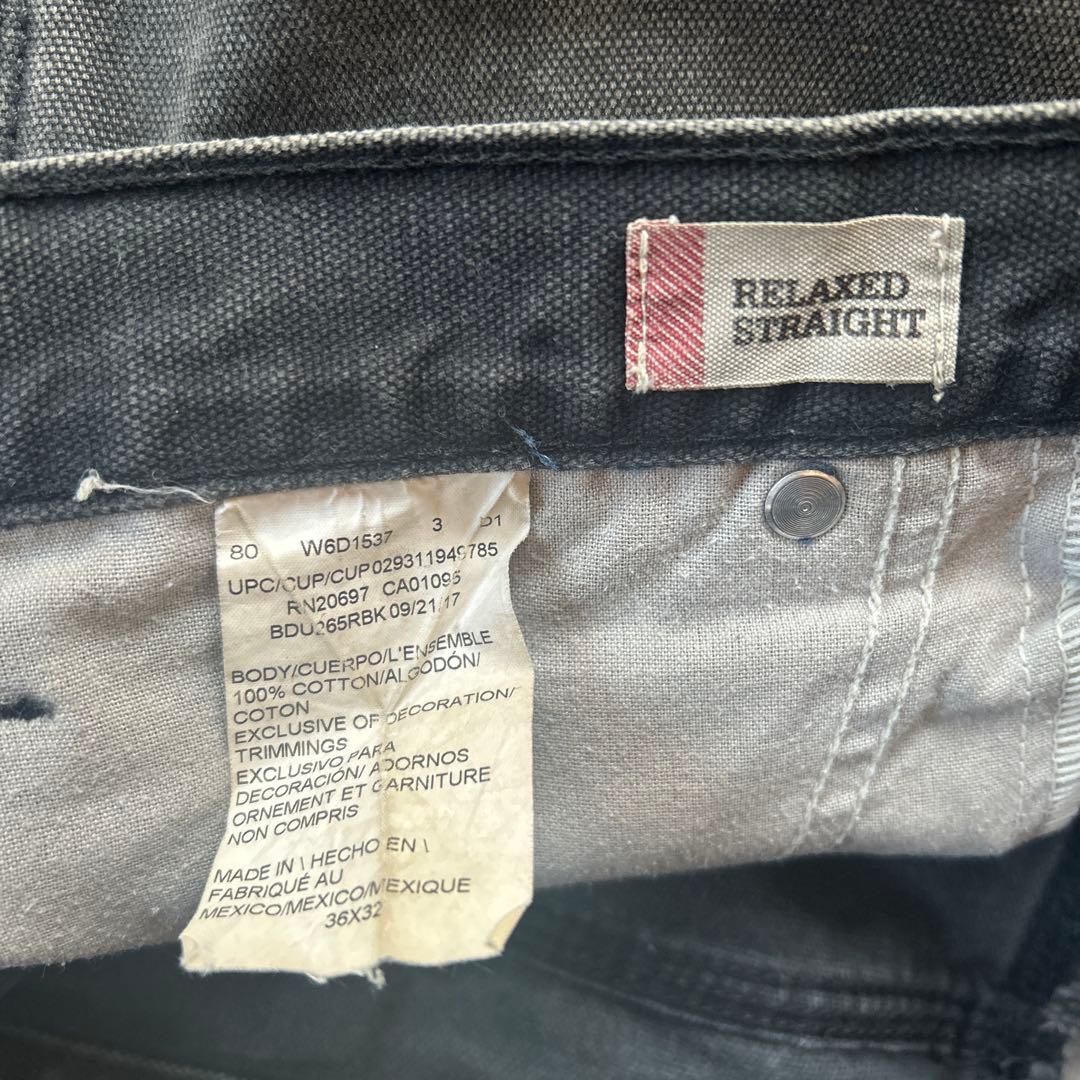 RELAXED
STRAIGHT
80 W6D1537 3 D1
UPC/CUP/CUP 029311949785
RN20697 CA01095
BDU265RBK 09/21/17
BODY/CUERPO/L'ENSEMBLE
100% COTTON/ALGODÓN/
COTON
EXCLUSIVE OF DECORATION/
TRIMMINGS
EXCLUSIVO PARA
DECORACIÓN/ ADORNOS
ORNEMENT ET GARNITURE
NON COMPRIS
MADE IN \ HECHO EN \
FABRIQUÉ AU
MEXICO/MEXICO/MEXIQUE
36X32